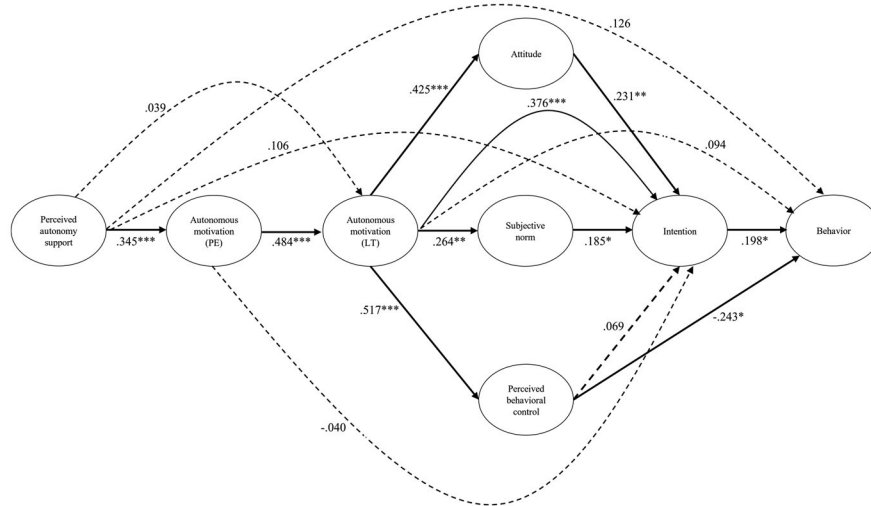 .126
Attitude
.425***
.231**
.376***
.039
.106
.094
Perceived
autonomy
support
Autonomous
motivation
(PE)
Autonomous
motivation
(LT)
Subjective
norm
Intention
Behavior
.345***
.484***
.264**
.185*
.198*
.517***
.069
-.243*
Perceived
behavioral
control
-.040